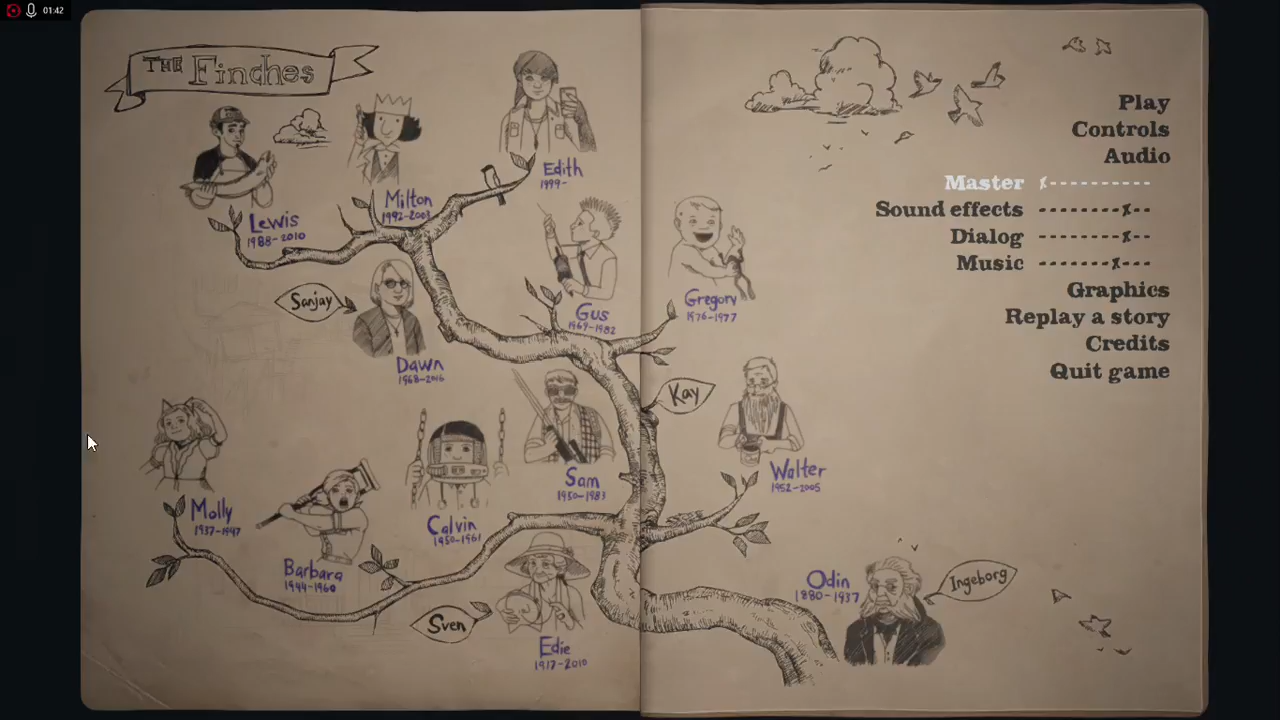 01:42
THE Finches
Edith
1999-
Milton
1992-2003
Lewis
1988-2010
Sanjay
Gus
1969-1982
Gregory
1976-1977
Dawn
1968-2016
Kay
Sam
1950-1983
Walter
1952-2005
Molly
1937-1947
Calvin
1950-1961
Barbara
1944-1960
Sven
Edie
1917-2010
Odin
1880-1937
Ingeborg
Play
Controls
Audio
Master
Sound effects
Dialog
Music
Graphics
Replay a story
Credits
Quit game